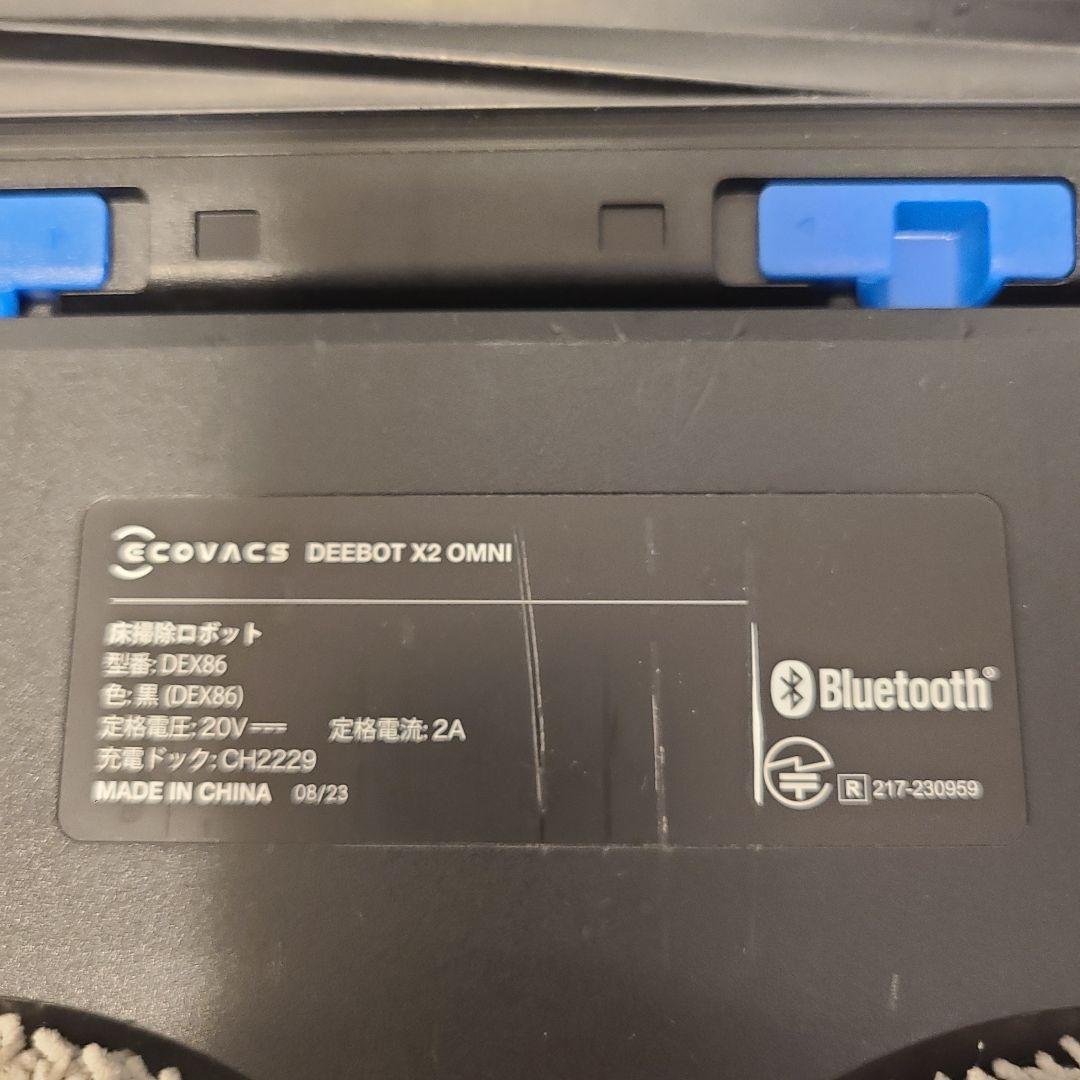 ECOVACS DEEBOT X2 OMNI
床掃除ロボット
型番: DEX86
色: 黒 (DEX86)
定格電圧: 20V 定格電流: 2A
充電ドック: CH2229
MADE IN CHINA 08/23
Bluetooth®
R 217-230959